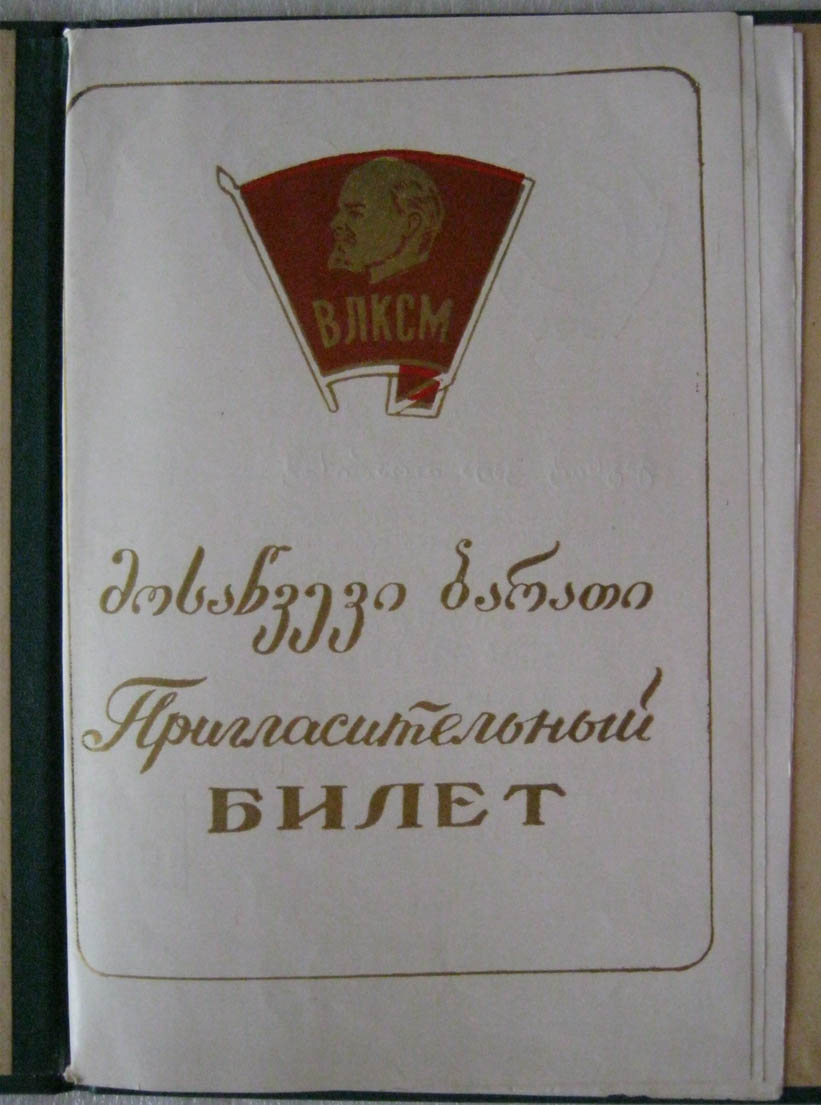 ВЛКСМ
მოსაწვევი ბარათი
Пригласительный
БИЛЕТ